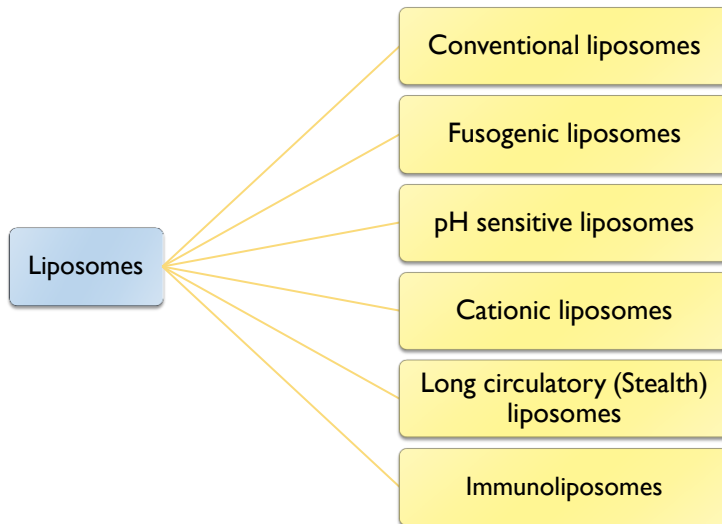 Conventional liposomes
Fusogenic liposomes
pH sensitive liposomes
Liposomes
Cationic liposomes
Long circulatory (Stealth)
liposomes
Immunoliposomes